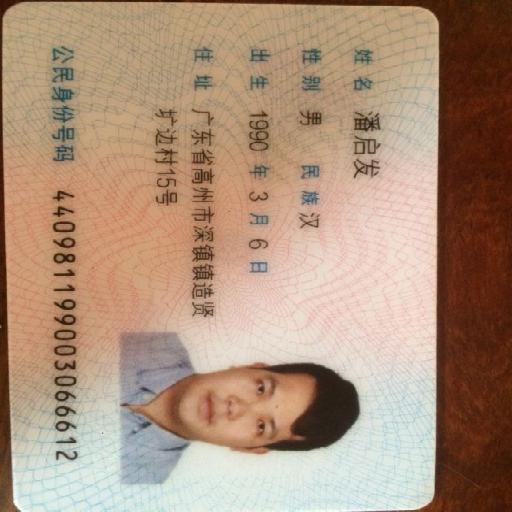 姓名 潘启发
性别 男 民族 汉
出生 1990 年 3 月 6 日
住址 广东省高州市深镇镇造贤
圹边村15号
公民身份号码 440981199003066612